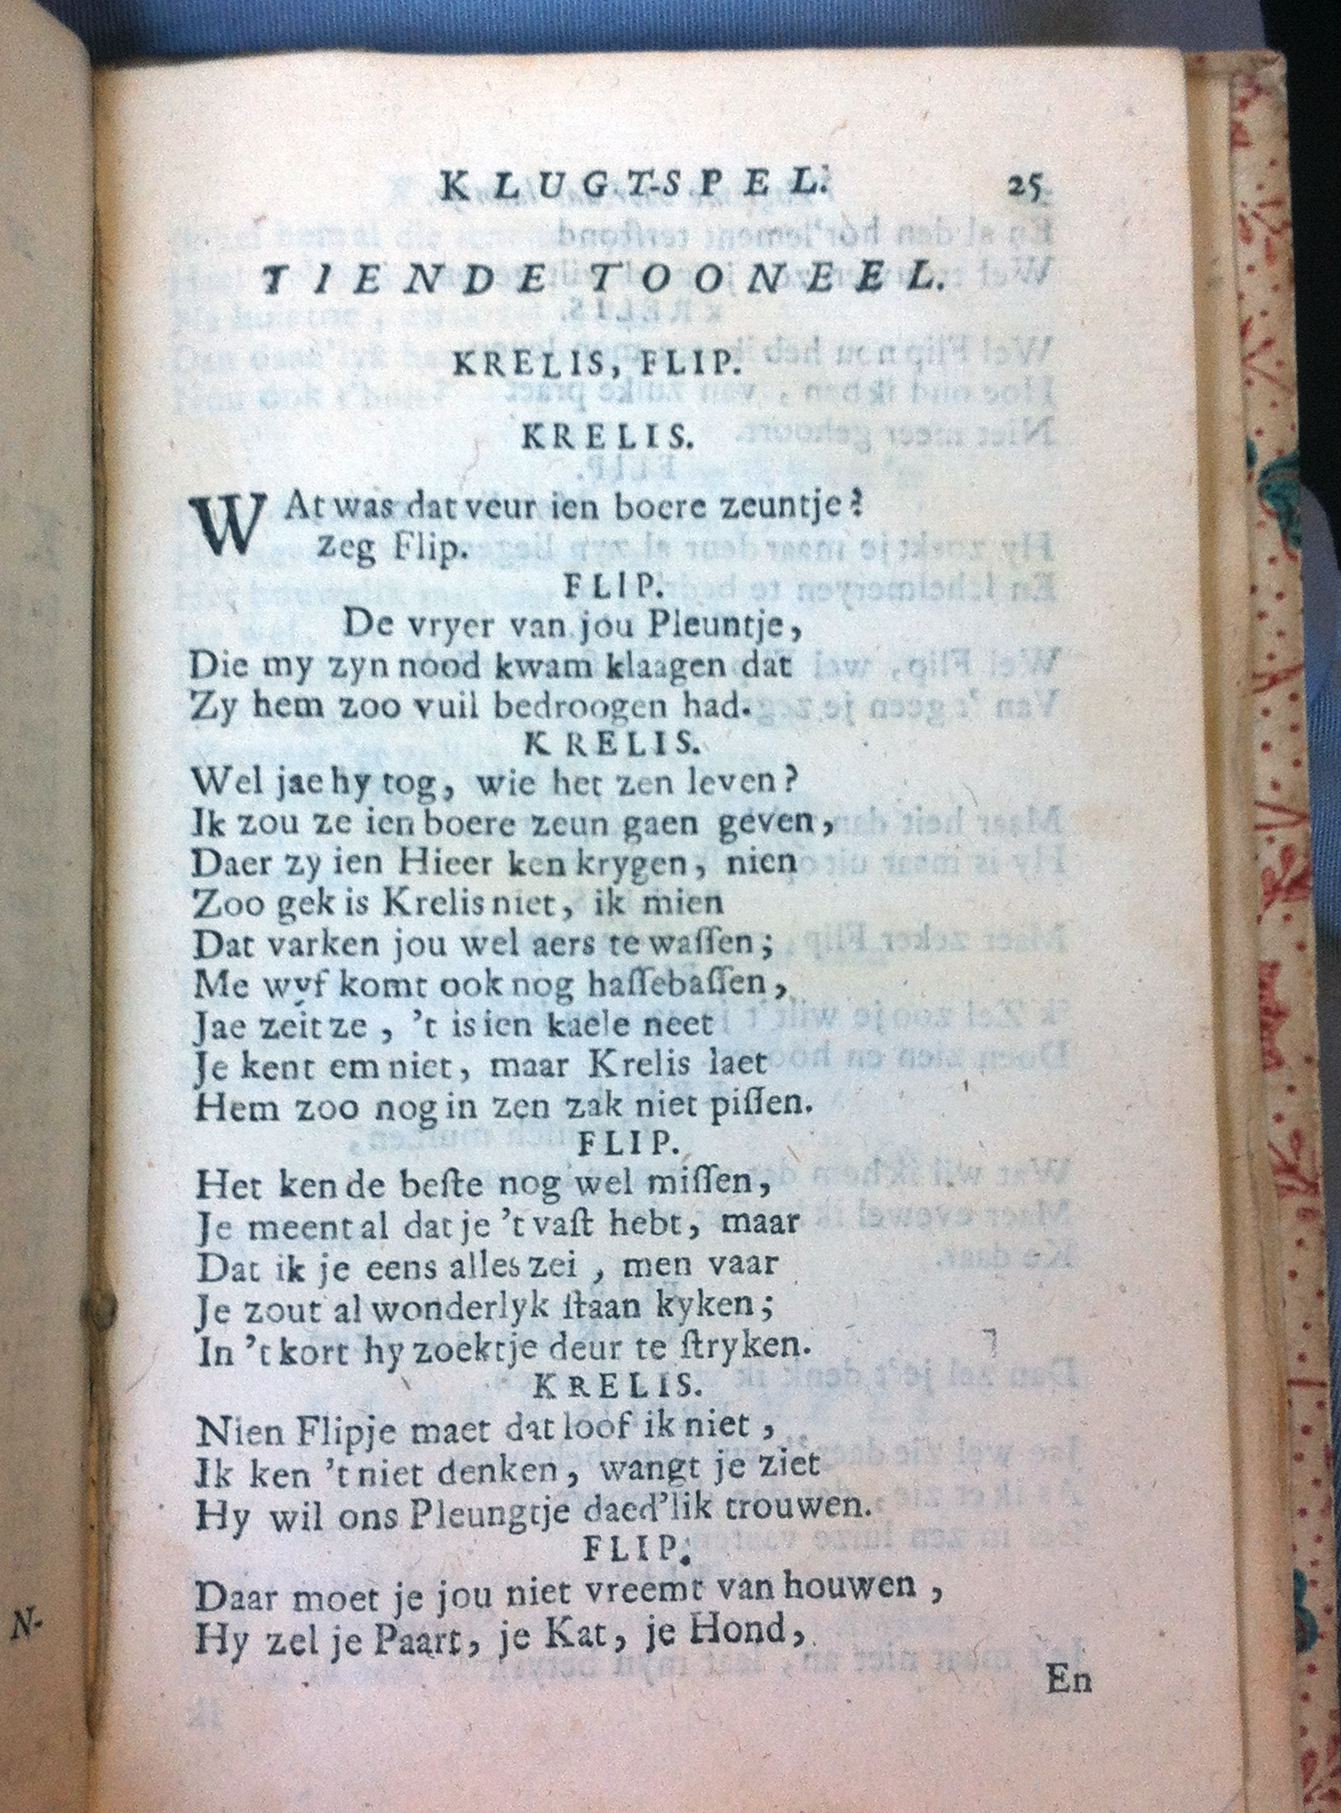 KLUGT-SPEL. 25
TIENDE TOONEEL.
KRELIS, FLIP.
KRELIS.
WAt was dat veur ien boere zeuntje?
zeg Flip.
FLIP.
De vryer van jou Pleuntje,
Die my zyn nood kwam klaagen dat
Zy hem zoo vuil bedroogen had.
KRELIS.
Wel jae hy tog, wie het zen leven?
Ik zou ze ien boere zeun gaen geven,
Daer zy ien Hieer ken krygen, nien
Zoo gek is Krelis niet, ik mien
Dat varken jou wel aers te waſſen;
Me wyf komt ook nog haſſebaſſen,
Jae zeit ze, 't is ien kaele neet
Je kent em niet, maar Krelis laet
Hem zoo nog in zen zak niet piſſen.
FLIP.
Het ken de beſte nog wel miſſen,
Je meent al dat je 't vaſt hebt, maar
Dat ik je eens alles zei, men vaar
Je zout al wonderlyk ſtaan kyken;
In 't kort hy zoektje deur te ſtryken.
KRELIS.
Nien Flipje maet dat loof ik niet,
Ik ken 't niet denken, wangt je ziet
Hy wil ons Pleungtje daed'lik trouwen.
FLIP.
Daar moet je jou niet vreemt van houwen,
Hy zel je Paart, je Kat, je Hond,
En
N-